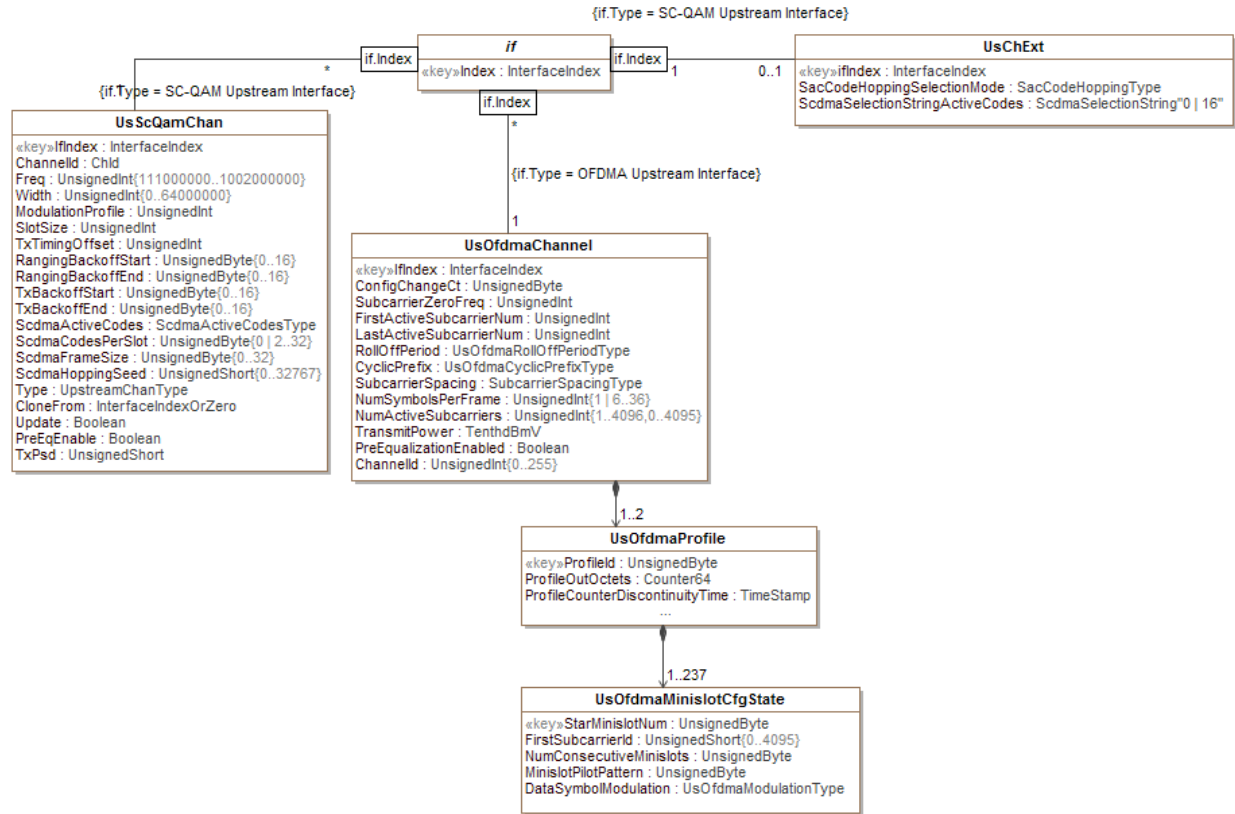 {if.Type = SC-QAM Upstream Interface}
if
«key»Index : InterfaceIndex
if.Index
if.Index
if.Index
*
1
0..1
*
{if.Type = SC-QAM Upstream Interface}
UsChExt
«key»ifIndex : InterfaceIndex
SacCodeHoppingSelectionMode : SacCodeHoppingType
ScdmaSelectionStringActiveCodes : ScdmaSelectionString"0 | 16"
UsScQamChan
«key»IfIndex : InterfaceIndex
ChannelId : ChId
Freq : UnsignedInt{111000000..1002000000}
Width : UnsignedInt{0..64000000}
ModulationProfile : UnsignedInt
SlotSize : UnsignedInt
TxTimingOffset : UnsignedInt
RangingBackoffStart : UnsignedByte{0..16}
RangingBackoffEnd : UnsignedByte{0..16}
TxBackoffStart : UnsignedByte{0..16}
TxBackoffEnd : UnsignedByte{0..16}
ScdmaActiveCodes : ScdmaActiveCodesType
ScdmaCodesPerSlot : UnsignedByte{0 | 2..32}
ScdmaFrameSize : UnsignedByte{0..32}
ScdmaHoppingSeed : UnsignedShort{0..32767}
Type : UpstreamChanType
CloneFrom : InterfaceIndexOrZero
Update : Boolean
PreEqEnable : Boolean
TxPsd : UnsignedShort
{if.Type = OFDMA Upstream Interface}
1
UsOfdmaChannel
«key»IfIndex : InterfaceIndex
ConfigChangeCt : UnsignedByte
SubcarrierZeroFreq : UnsignedInt
FirstActiveSubcarrierNum : UnsignedInt
LastActiveSubcarrierNum : UnsignedInt
RollOffPeriod : UsOfdmaRollOffPeriodType
CyclicPrefix : UsOfdmaCyclicPrefixType
SubcarrierSpacing : SubcarrierSpacingType
NumSymbolsPerFrame : UnsignedInt{1 | 6..36}
NumActiveSubcarriers : UnsignedInt{1..4096,0..4095}
TransmitPower : TenthdBmV
PreEqualizationEnabled : Boolean
ChannelId : UnsignedInt{0..255}
1..2
UsOfdmaProfile
«key»ProfileId : UnsignedByte
ProfileOutOctets : Counter64
ProfileCounterDiscontinuityTime : TimeStamp
...
1..237
UsOfdmaMinislotCfgState
«key»StarMinislotNum : UnsignedByte
FirstSubcarrierId : UnsignedShort{0..4095}
NumConsecutiveMinislots : UnsignedByte
MinislotPilotPattern : UnsignedByte
DataSymbolModulation : UsOfdmaModulationType